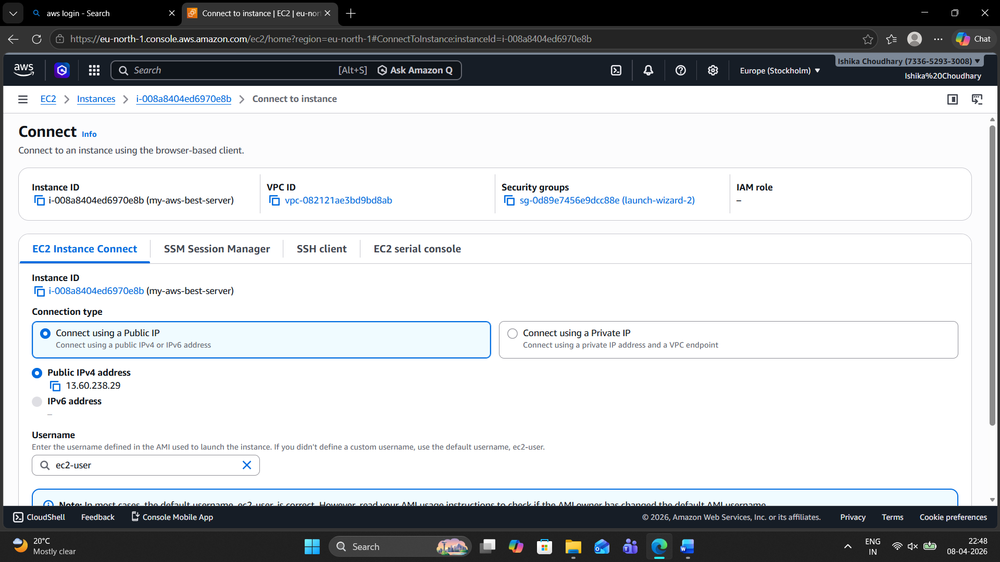 aws login - Search
Connect to instance | EC2 | eu-nor
https://eu-north-1.console.aws.amazon.com/ec2/home?region=eu-north-1#ConnectToInstance:instanceId=i-008a8404ed6970e8b
Chat
aws
Search
[Alt+S]
Ask Amazon Q
Europe (Stockholm)
Ishika Choudhary (7336-5293-3008)
Ishika%20Choudhary
EC2
Instances
i-008a8404ed6970e8b
Connect to instance
Connect Info
Connect to an instance using the browser-based client.
Instance ID
i-008a8404ed6970e8b (my-aws-best-server)
VPC ID
vpc-082121ae3bd9bd8ab
Security groups
sg-0d89e7456e9dcc88e (launch-wizard-2)
IAM role
–
EC2 Instance Connect
SSM Session Manager
SSH client
EC2 serial console
Instance ID
i-008a8404ed6970e8b (my-aws-best-server)
Connection type
Connect using a Public IP
Connect using a public IPv4 or IPv6 address
Connect using a Private IP
Connect using a private IP address and a VPC endpoint
Public IPv4 address
13.60.238.29
IPv6 address
–
Username
Enter the username defined in the AMI used to launch the instance. If you didn't define a custom username, use the default username, ec2-user.
ec2-user
Note: In most cases, the default username, ec2-user, is correct. However, read your AMI usage instructions to check if the AMI owner has changed the default AMI username.
CloudShell
Feedback
Console Mobile App
© 2026, Amazon Web Services, Inc. or its affiliates.
Privacy
Terms
Cookie preferences
20°C
Mostly clear
Search
ENG
IN
22:48
08-04-2026